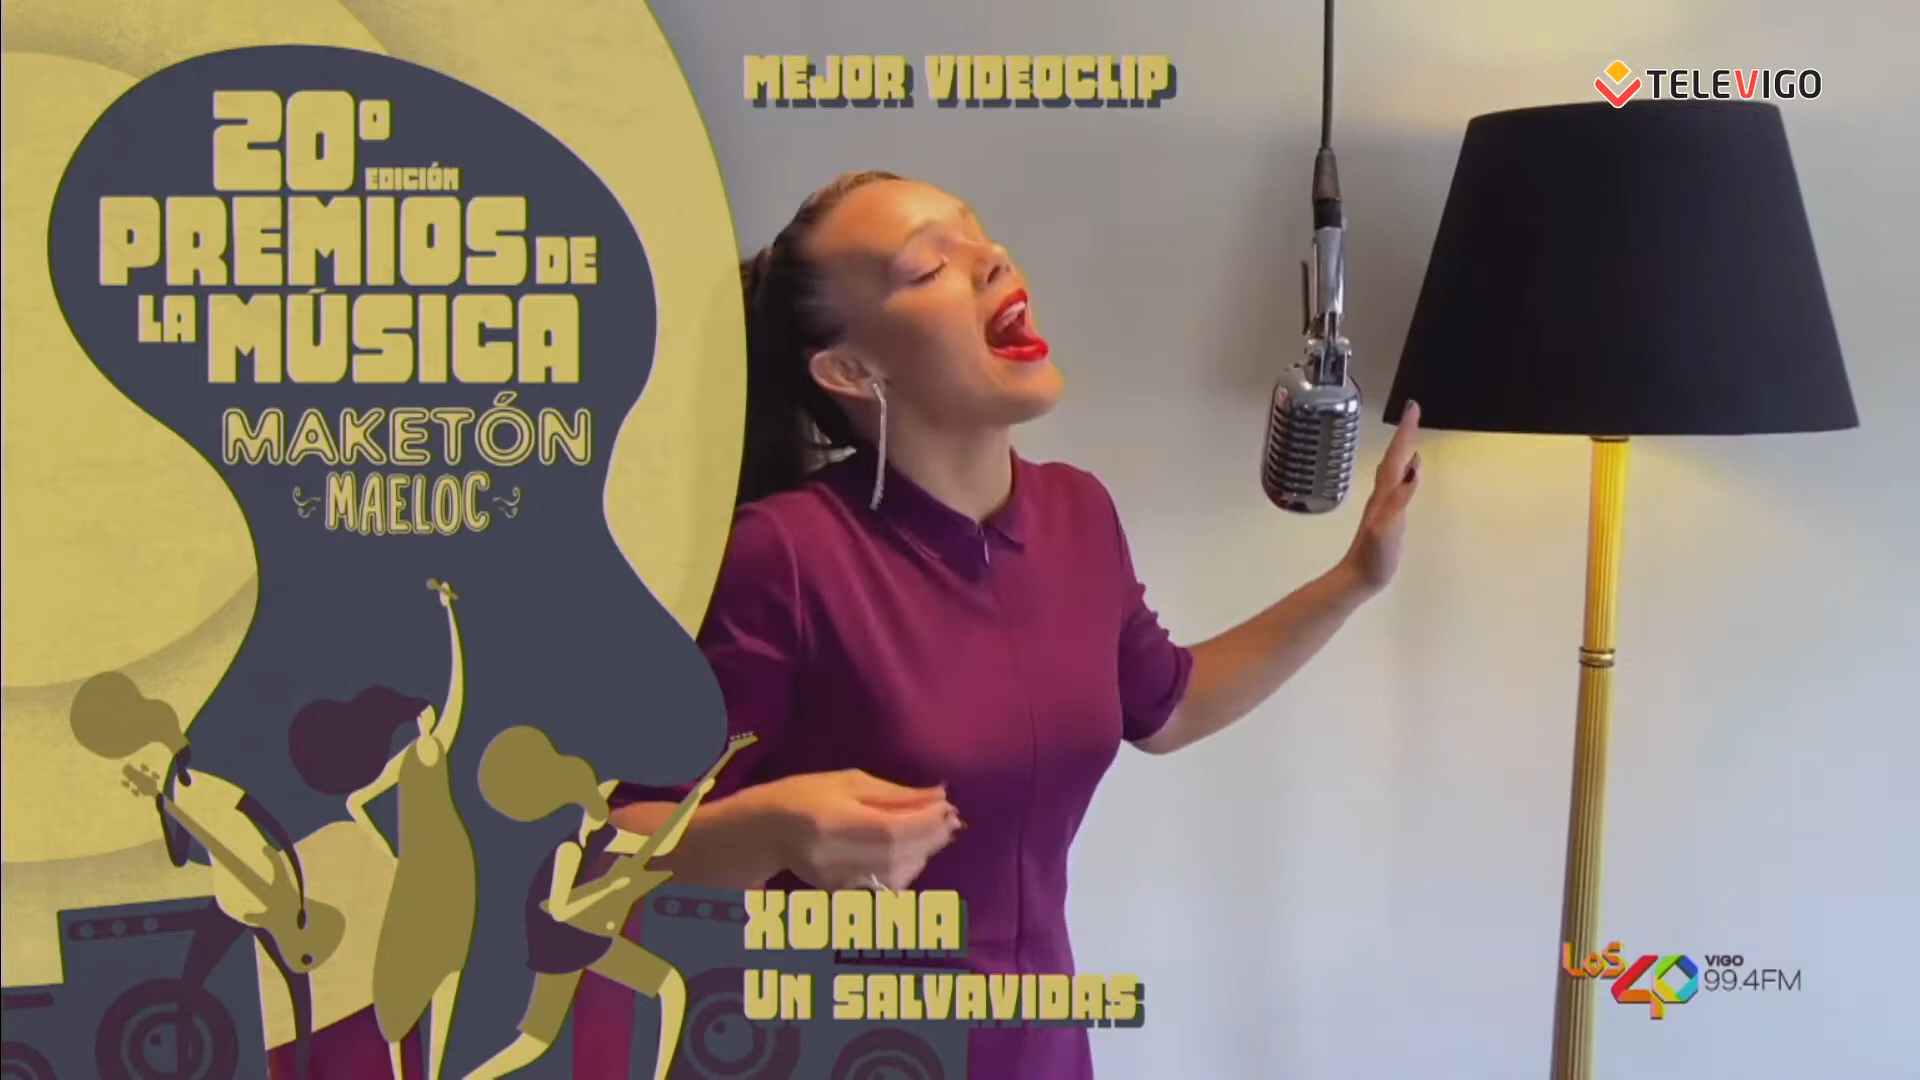 20º
EDICIÓN
PREMIOS DE
LA MÚSICA
MAKETÓN
MAELOC
MEJOR VIDEOCLIP
TELEVIGO
XOANA
UN SALVAVIDAS
LOS 40
VIGO
99.4FM